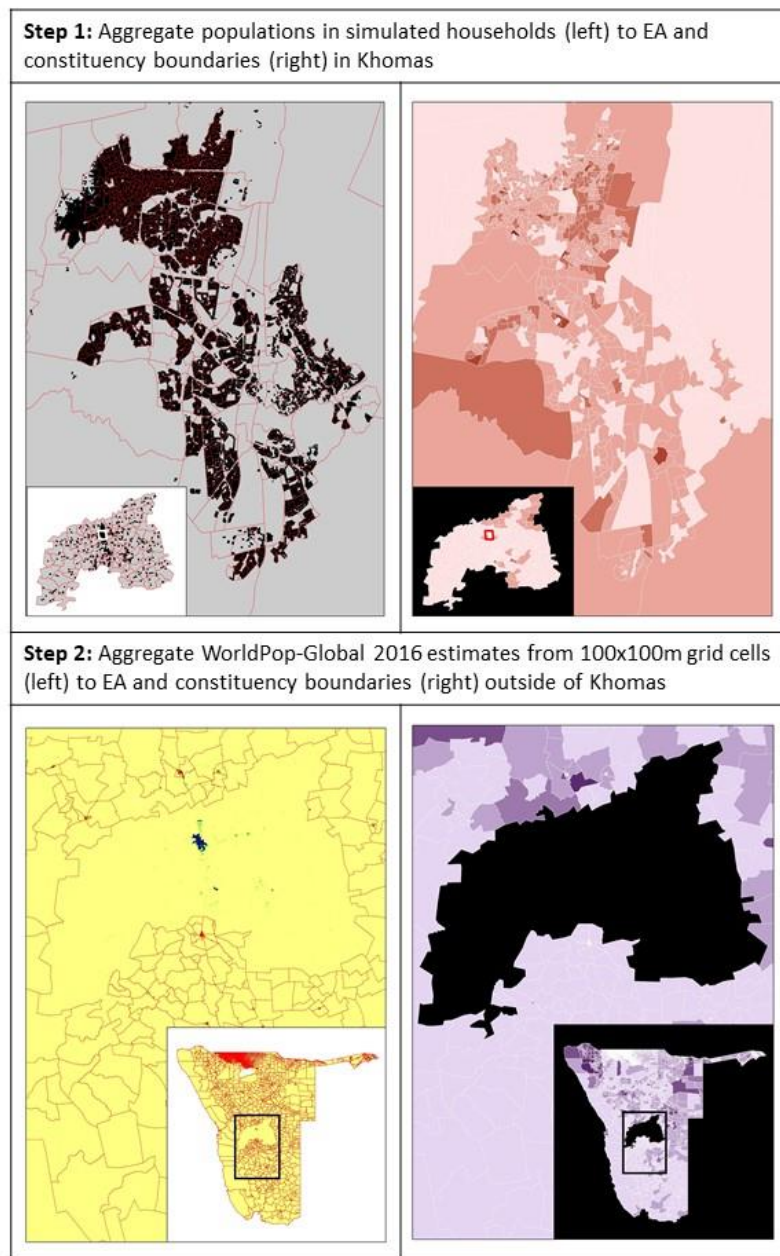 Step 1: Aggregate populations in simulated households (left) to EA and
constituency boundaries (right) in Khomas
Step 2: Aggregate WorldPop-Global 2016 estimates from 100x100m grid cells
(left) to EA and constituency boundaries (right) outside of Khomas